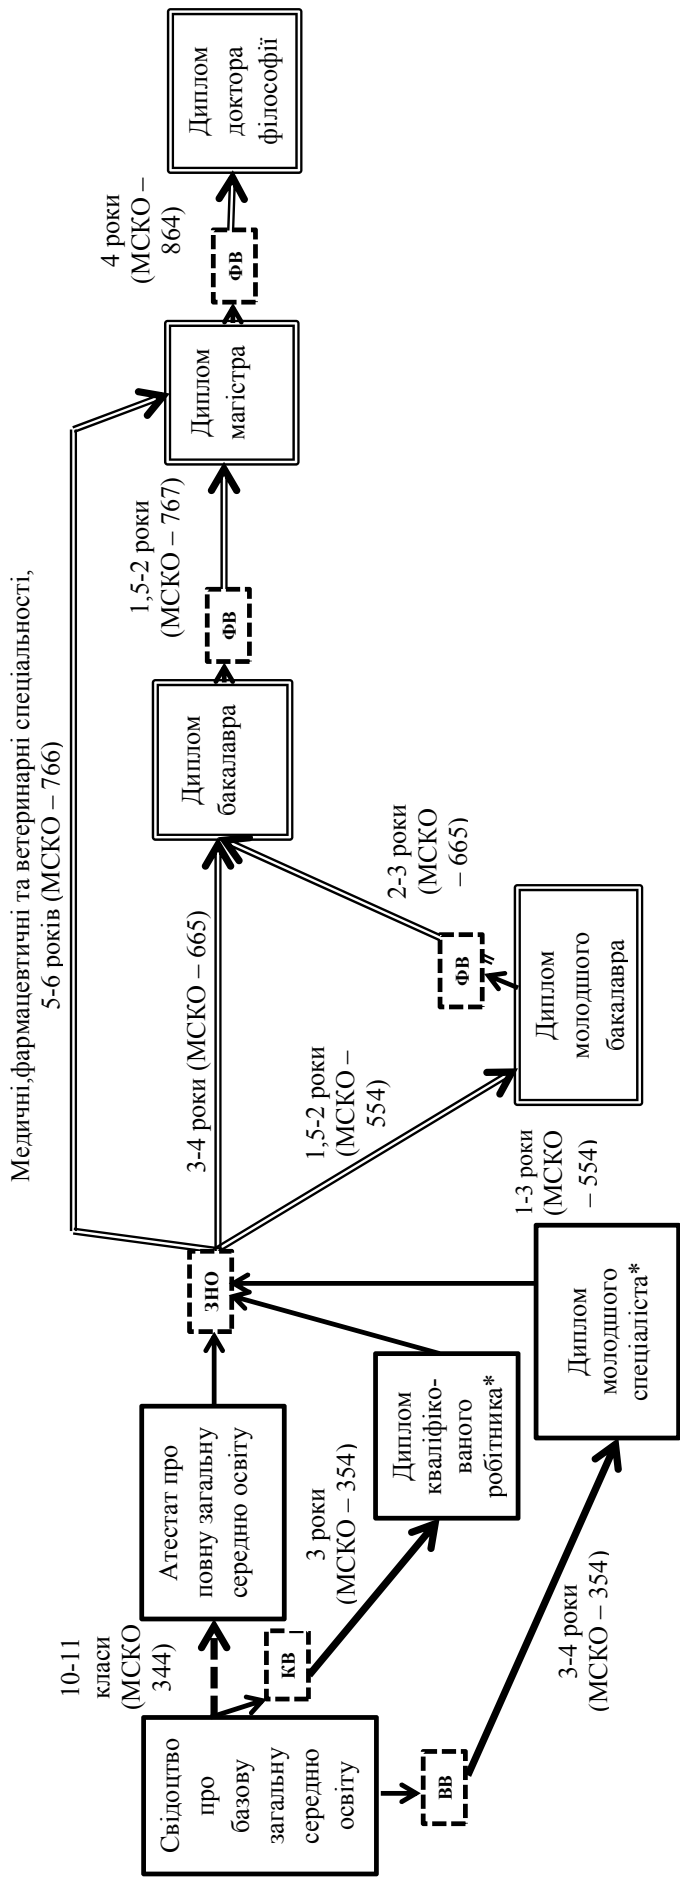 Медичні,фармацевтичні та ветеринарні спеціальності,
5-6 років (МСКО – 766)
10-11
класи
(МСКО
344)
Свідоцтво
про
базову
загальну
середню
освіту
Атестат про
повну загальну
середню освіту
КВ
ВВ
3 роки
(МСКО – 354)
3-4 роки
(МСКО – 354)
Диплом
кваліфіко-
ваного
робітника*
Диплом
молодшого
спеціаліста*
ЗНО
3-4 роки (МСКО – 665)
1,5-2 роки
(МСКО –
554)
1-3 роки
(МСКО
– 554)
Диплом
молодшого
бакалавра
ФВ
2-3 роки
(МСКО
– 665)
Диплом
бакалавра
ФВ
1,5-2 роки
(МСКО – 767)
Диплом
магістра
ФВ
4 роки
(МСКО –
864)
Диплом
доктора
філософії